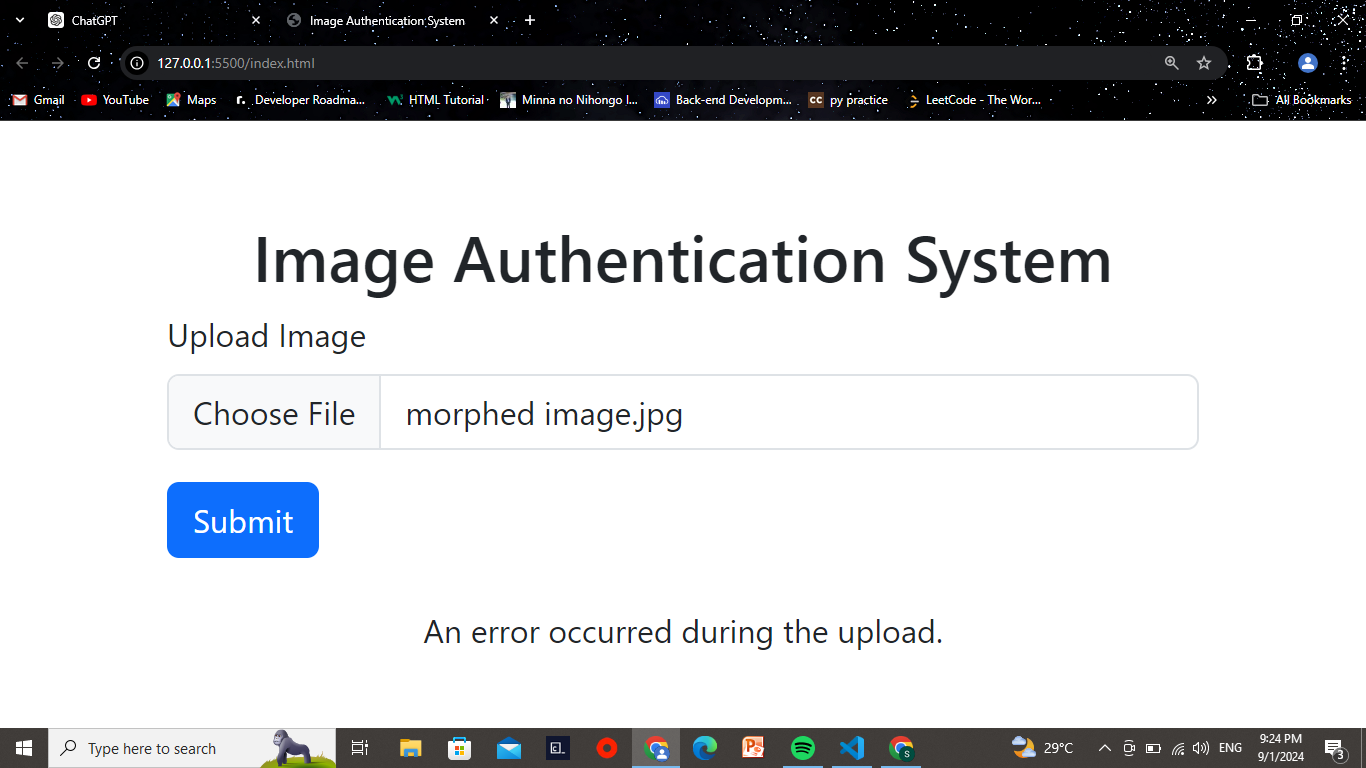 ChatGPT
Image Authentication System
127.0.0.1:5500/index.html
Gmail
YouTube
Maps
r.
Developer Roadma...
HTML Tutorial
Minna no Nihongo I...
Back-end Developm...
CC
py practice
LeetCode - The Wor...
All Bookmarks
Image Authentication System
Upload Image
Choose File
morphed image.jpg
Submit
An error occurred during the upload.
Type here to search
29°C
ENG
9:24 PM
9/1/2024
3
S